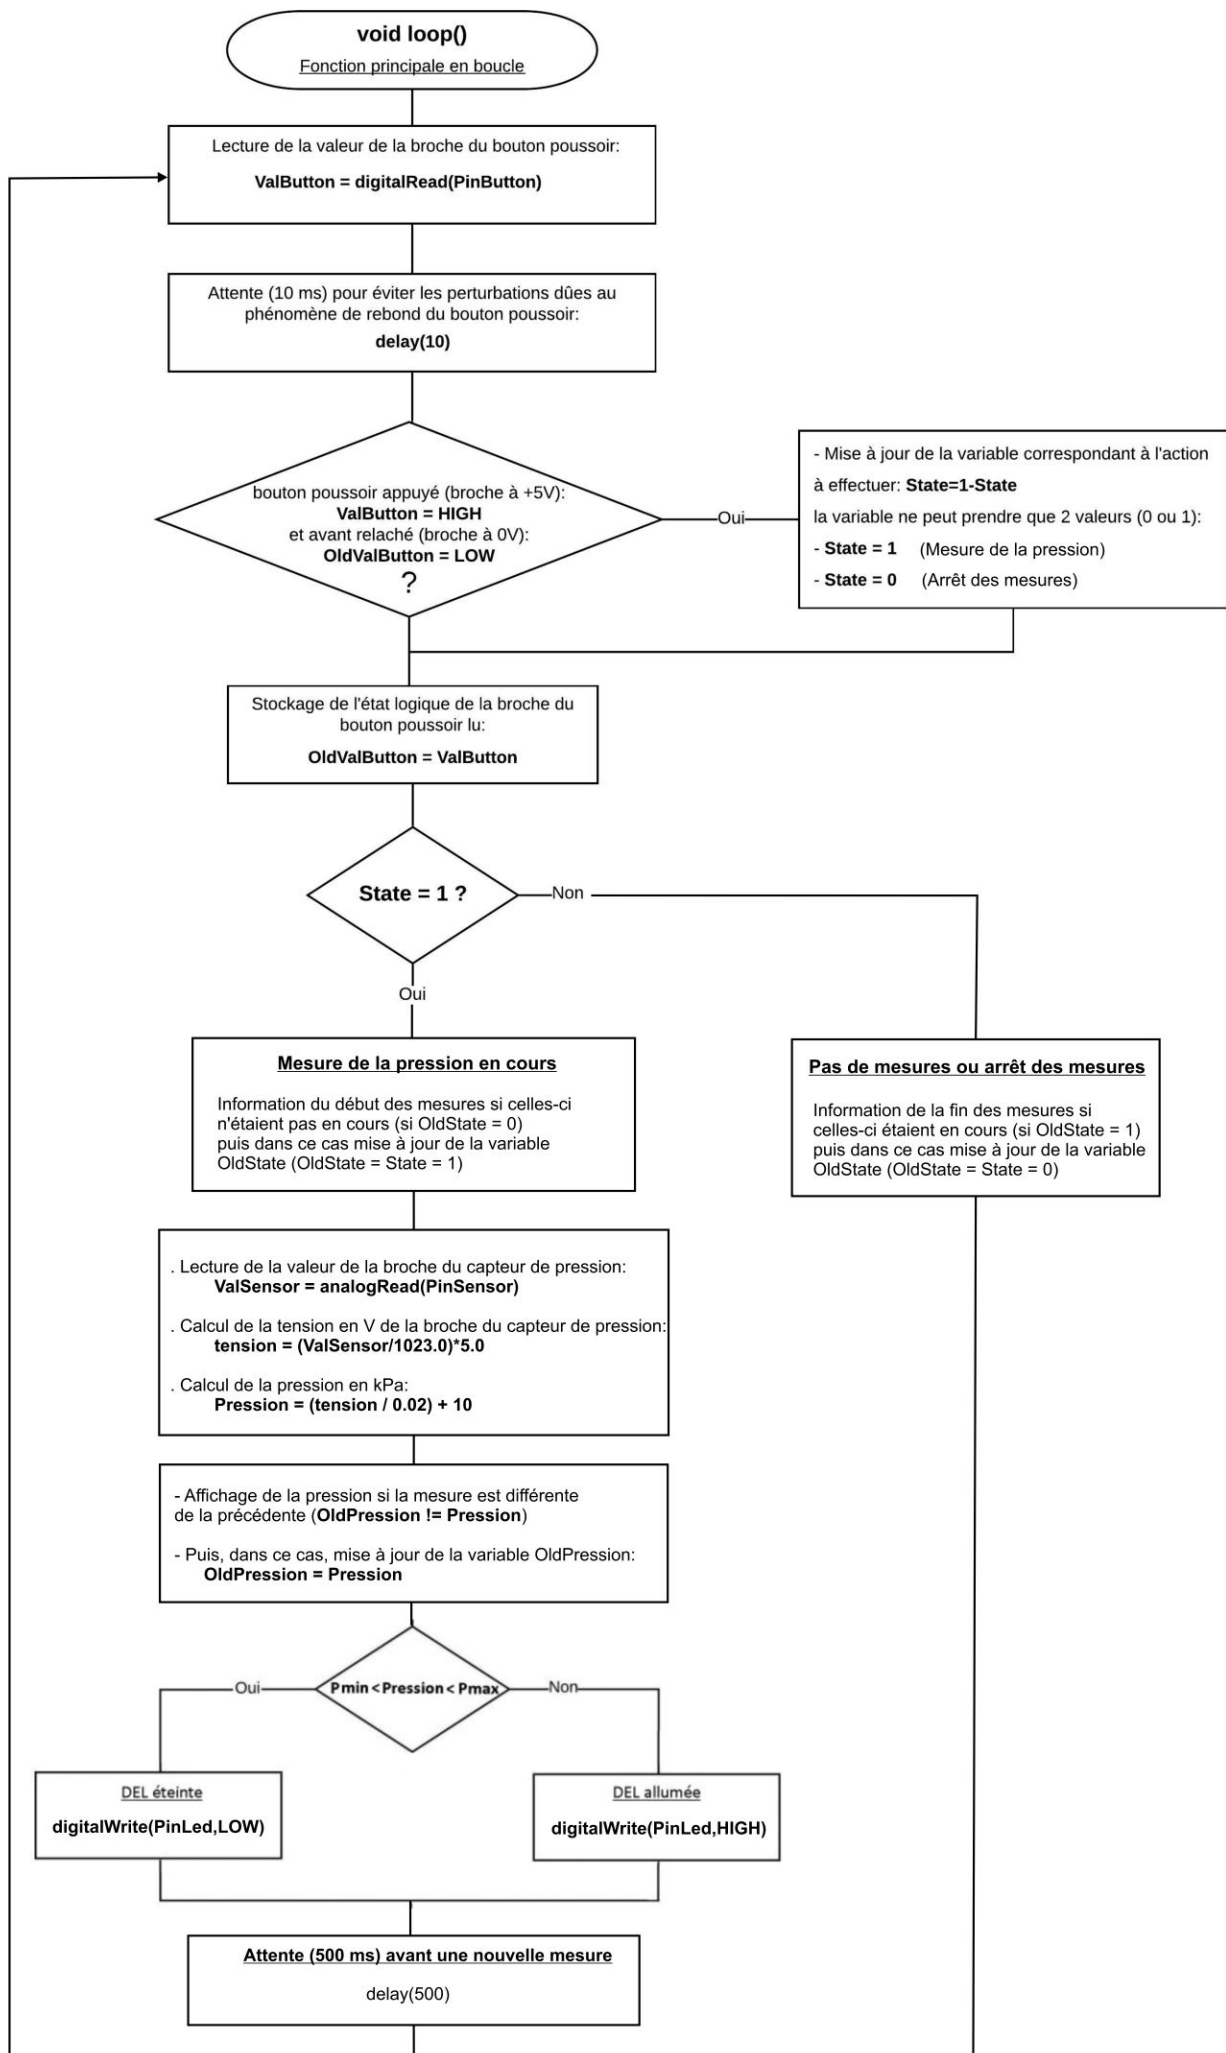 void loop()
Fonction principale en boucle
Lecture de la valeur de la broche du bouton poussoir:
ValButton = digitalRead(PinButton)
Attente (10 ms) pour éviter les perturbations dûes au
phénomène de rebond du bouton poussoir:
delay(10)
bouton poussoir appuyé (broche à +5V):
ValButton = HIGH
et avant relaché (broche à 0V):
OldValButton = LOW
?
Oui
- Mise à jour de la variable correspondant à l'action
à effectuer: State=1-State
la variable ne peut prendre que 2 valeurs (0 ou 1):
- State = 1 (Mesure de la pression)
- State = 0 (Arrêt des mesures)
Stockage de l'état logique de la broche du
bouton poussoir lu:
OldValButton = ValButton
State = 1 ?
Non
Oui
Mesure de la pression en cours
Information du début des mesures si celles-ci
n'étaient pas en cours (si OldState = 0)
puis dans ce cas mise à jour de la variable
OldState (OldState = State = 1)
Pas de mesures ou arrêt des mesures
Information de la fin des mesures si
celles-ci étaient en cours (si OldState = 1)
puis dans ce cas mise à jour de la variable
OldState (OldState = State = 0)
. Lecture de la valeur de la broche du capteur de pression:
ValSensor = analogRead(PinSensor)
. Calcul de la tension en V de la broche du capteur de pression:
tension = (ValSensor/1023.0)*5.0
. Calcul de la pression en kPa:
Pression = (tension / 0.02) + 10
- Affichage de la pression si la mesure est différente
de la précédente (OldPression != Pression)
- Puis, dans ce cas, mise à jour de la variable OldPression:
OldPression = Pression
Oui
Pmin < Pression < Pmax
Non
DEL éteinte
digitalWrite(PinLed,LOW)
DEL allumée
digitalWrite(PinLed,HIGH)
Attente (500 ms) avant une nouvelle mesure
delay(500)